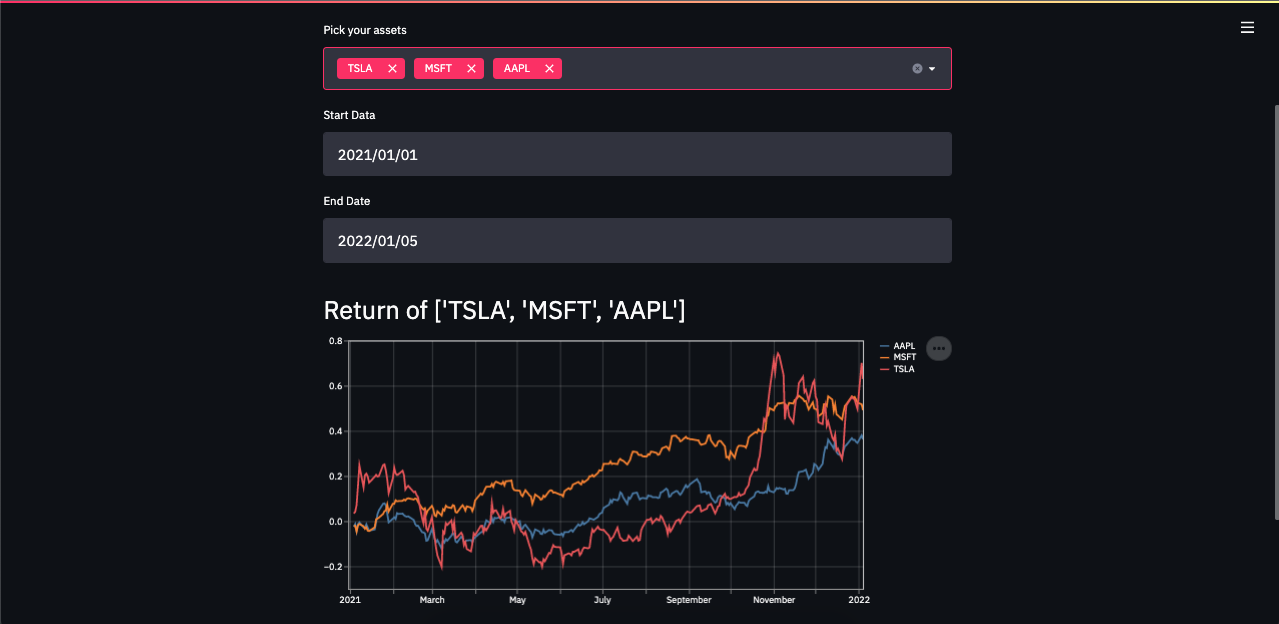 Pick your assets
TSLA MSFT AAPL
Start Data
2021/01/01
End Date
2022/01/05
Return of ['TSLA', 'MSFT', 'AAPL']
0.8
0.6
0.4
0.2
0.0
−0.2
2021 March May July September November 2022
AAPL
MSFT
TSLA